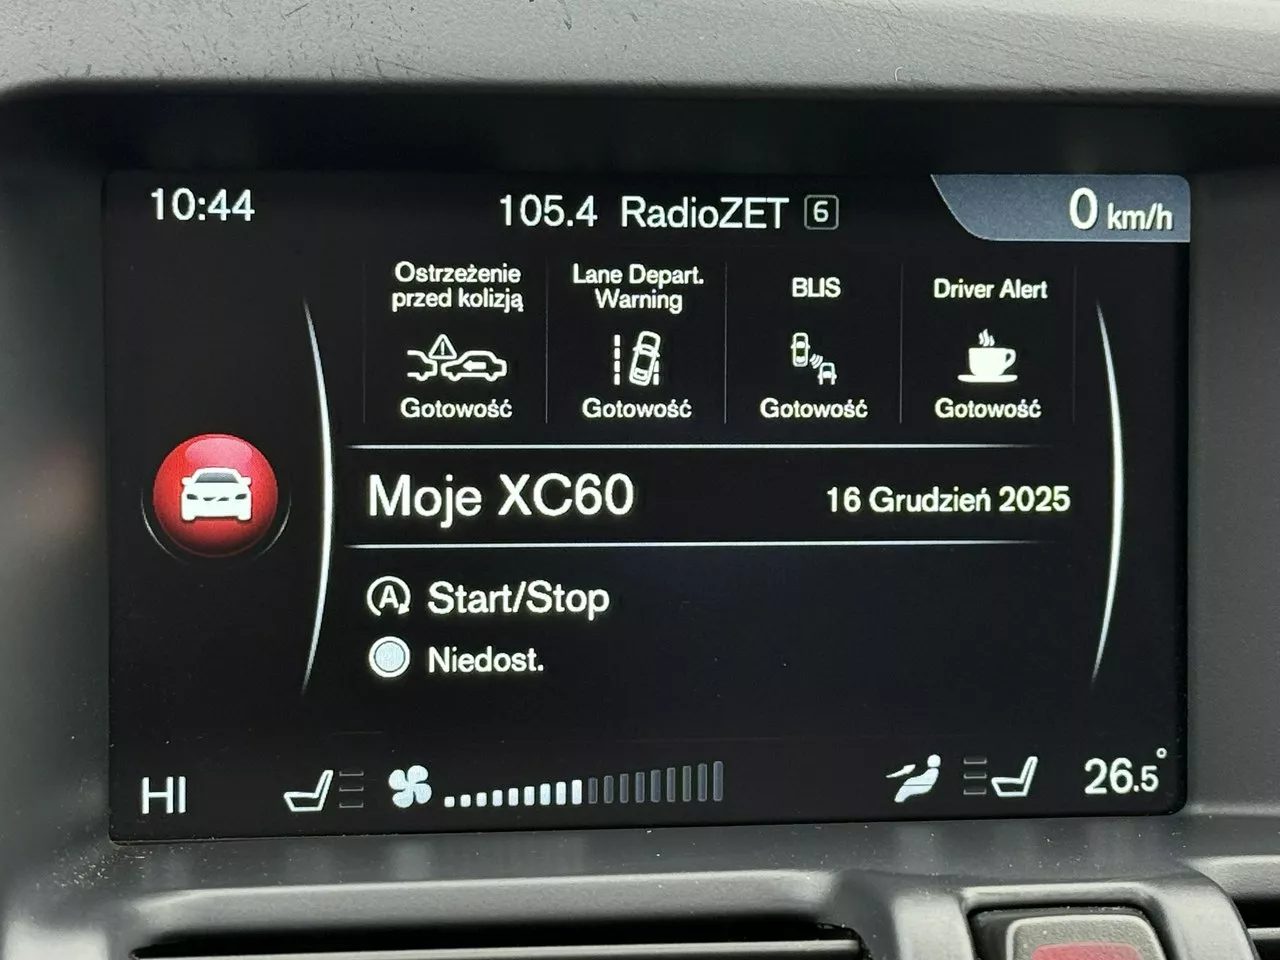 10:44
105.4 RadioZET 6
0 km/h
Ostrzeżenie
przed kolizją
Gotowość
Lane Depart.
Warning
Gotowość
BLIS
Gotowość
Driver Alert
Gotowość
Moje XC60
16 Grudzień 2025
A Start/Stop
Niedost.
HI
26.5°